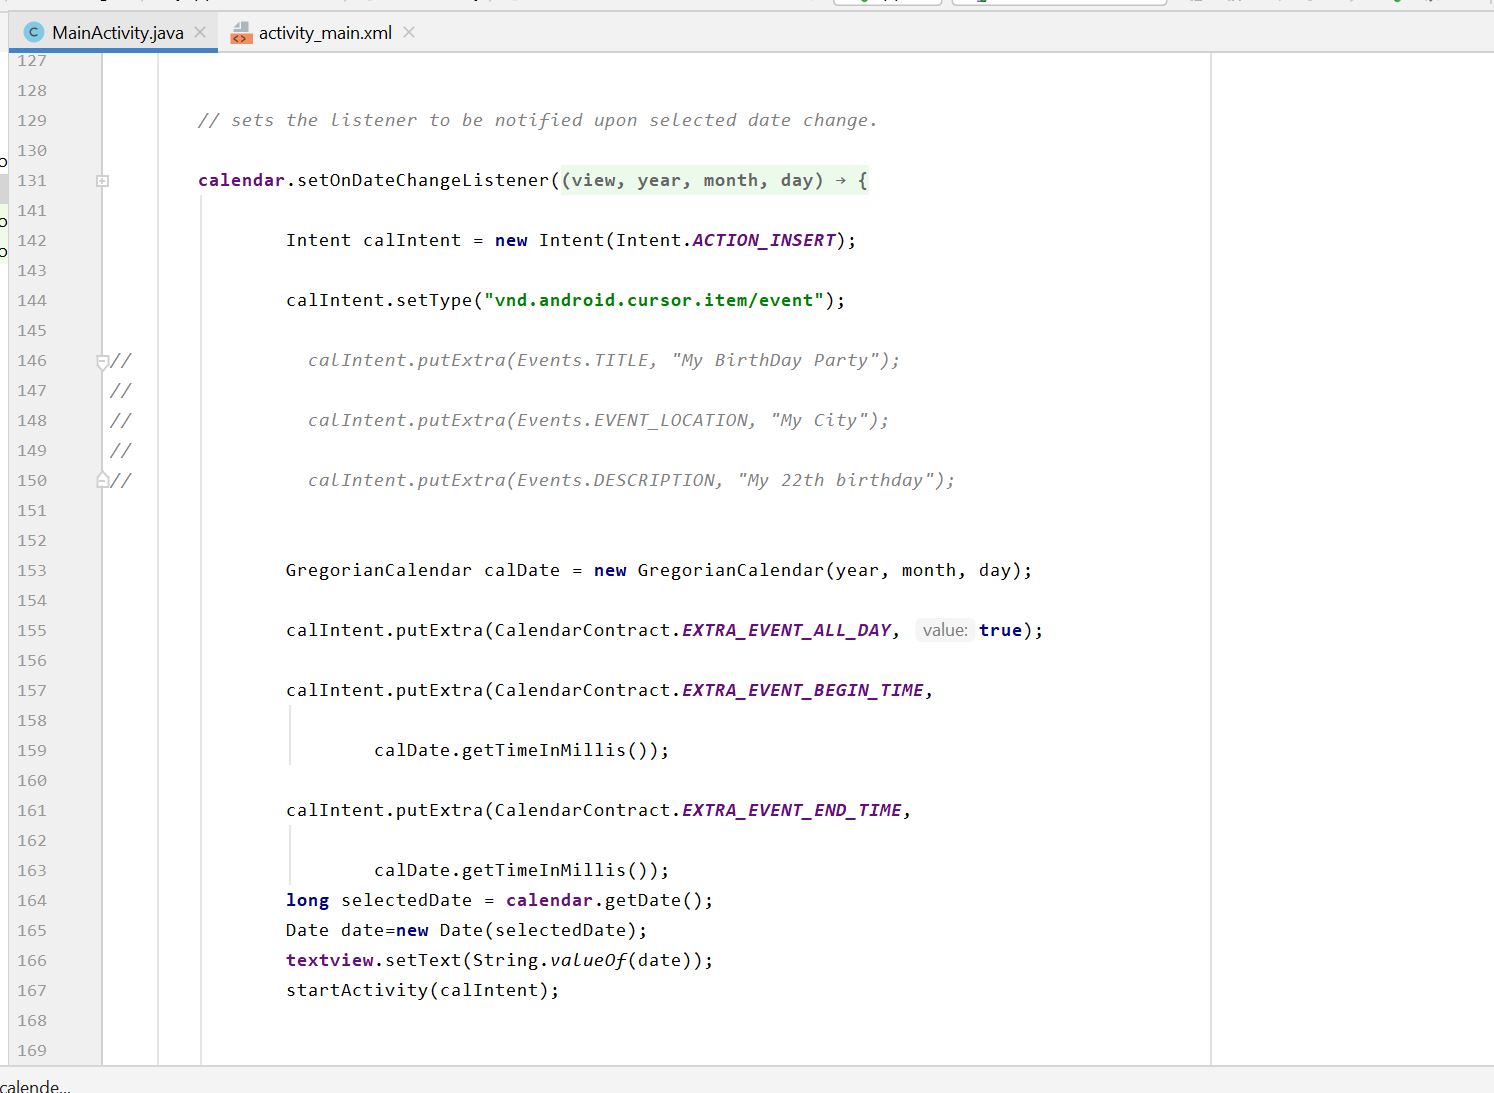 MainActivity.java
activity_main.xml
127
128
129 // sets the listener to be notified upon selected date change.
130
131 calendar.setOnDateChangeListener((view, year, month, day) → {
141
142 Intent calIntent = new Intent(Intent.ACTION_INSERT);
143
144 calIntent.setType("vnd.android.cursor.item/event");
145
146 // calIntent.putExtra(Events.TITLE, "My BirthDay Party");
147 //
148 // calIntent.putExtra(Events.EVENT_LOCATION, "My City");
149 //
150 // calIntent.putExtra(Events.DESCRIPTION, "My 22th birthday");
151
152
153 GregorianCalendar calDate = new GregorianCalendar(year, month, day);
154
155 calIntent.putExtra(CalendarContract.EXTRA_EVENT_ALL_DAY, value: true);
156
157 calIntent.putExtra(CalendarContract.EXTRA_EVENT_BEGIN_TIME,
158
159 calDate.getTimeInMillis());
160
161 calIntent.putExtra(CalendarContract.EXTRA_EVENT_END_TIME,
162
163 calDate.getTimeInMillis());
164 long selectedDate = calendar.getDate();
165 Date date=new Date(selectedDate);
166 textview.setText(String.valueOf(date));
167 startActivity(calIntent);
168
169
calende...